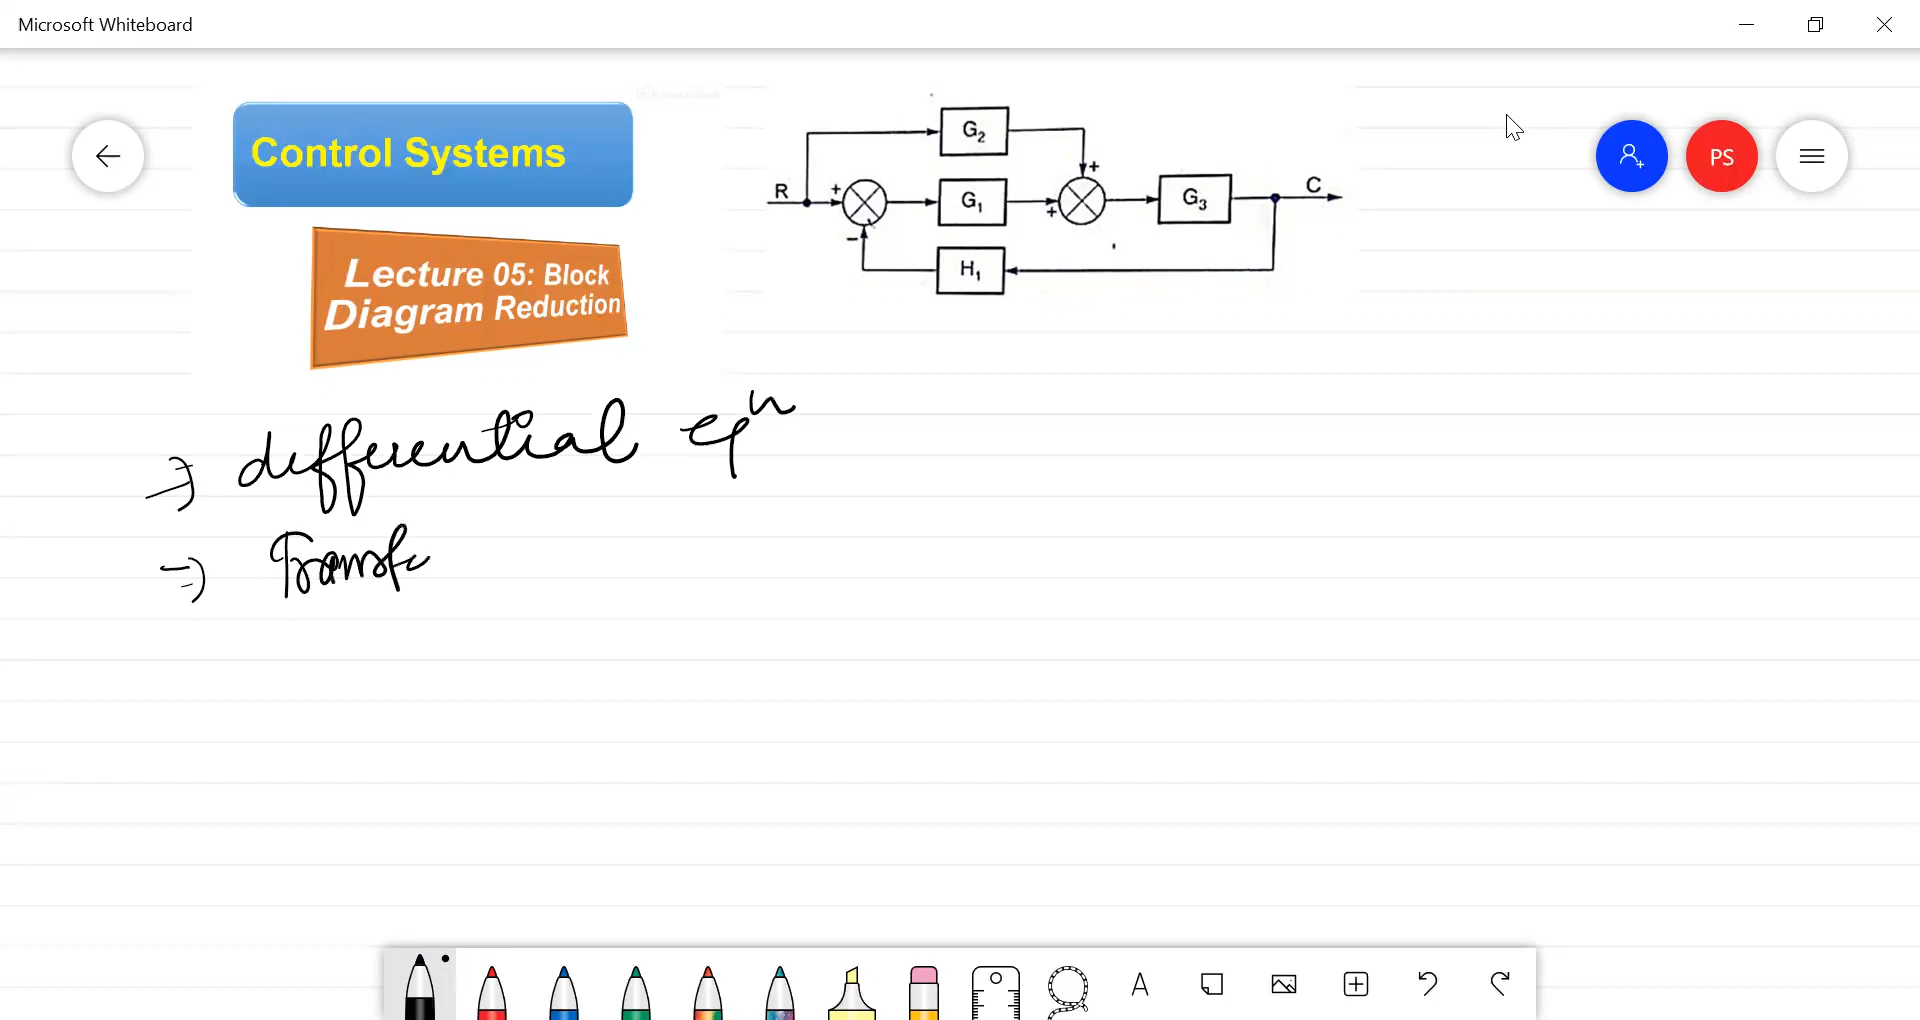 Microsoft Whiteboard
Control Systems
Lecture 05: Block
Diagram Reduction
G₂
R
+
+
G₁
+
G₃
C
−
H₁
PS
⇒ differential eqⁿ
⇒ Transfe
A